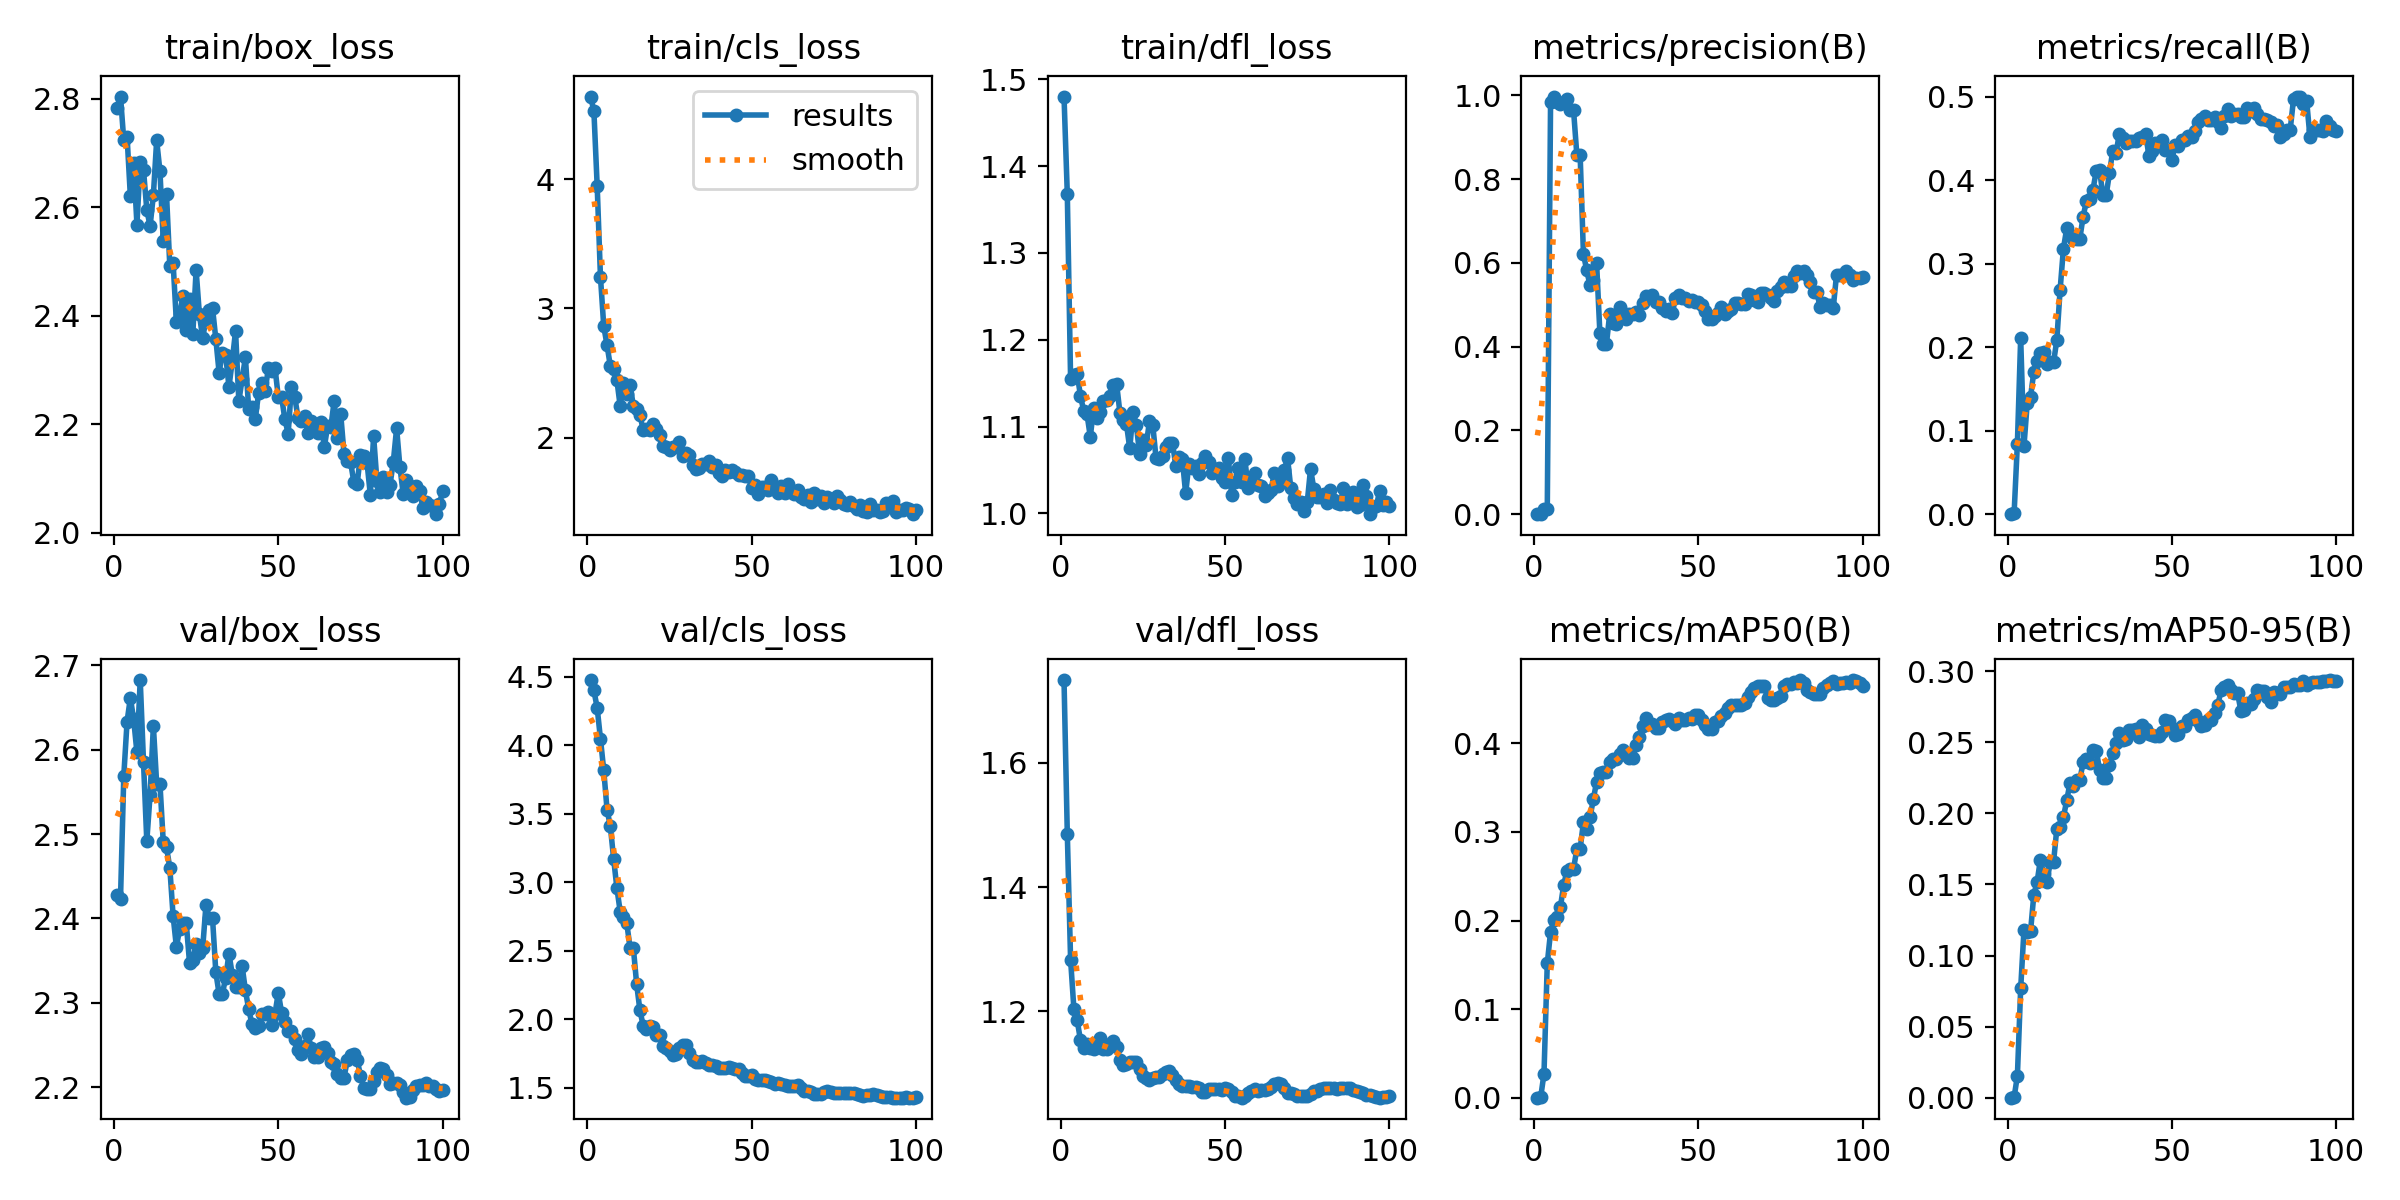 train/box_loss
2.8
2.6
2.4
2.2
2.0
0 50 100
train/cls_loss
results
smooth
4
3
2
0 50 100
train/dfl_loss
1.5
1.4
1.3
1.2
1.1
1.0
0 50 100
metrics/precision(B)
1.0
0.8
0.6
0.4
0.2
0.0
0 50 100
metrics/recall(B)
0.5
0.4
0.3
0.2
0.1
0.0
0 50 100
val/box_loss
2.7
2.6
2.5
2.4
2.3
2.2
0 50 100
val/cls_loss
4.5
4.0
3.5
3.0
2.5
2.0
1.5
0 50 100
val/dfl_loss
1.6
1.4
1.2
0 50 100
metrics/mAP50(B)
0.4
0.3
0.2
0.1
0.0
0 50 100
metrics/mAP50-95(B)
0.30
0.25
0.20
0.15
0.10
0.05
0.00
0 50 100